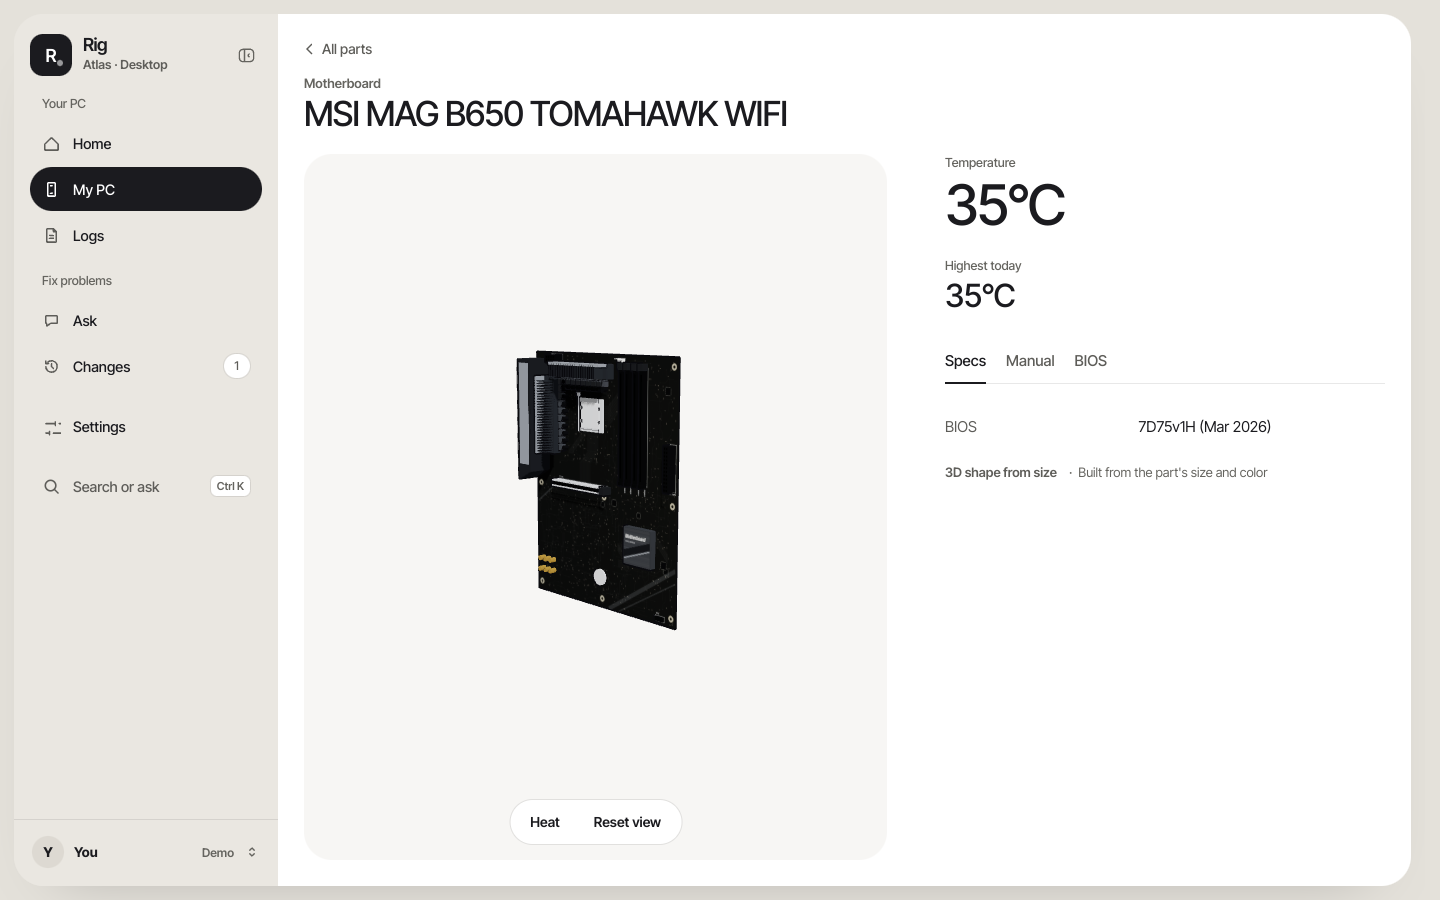 R.
Rig
Atlas · Desktop
Your PC
Home
My PC
Logs
Fix problems
Ask
Changes
1
Settings
Search or ask
Ctrl K
Y
You
Demo
All parts
Motherboard
MSI MAG B650 TOMAHAWK WIFI
Heat
Reset view
Temperature
35°C
Highest today
35°C
Specs
Manual
BIOS
BIOS
7D75v1H (Mar 2026)
3D shape from size · Built from the part's size and color